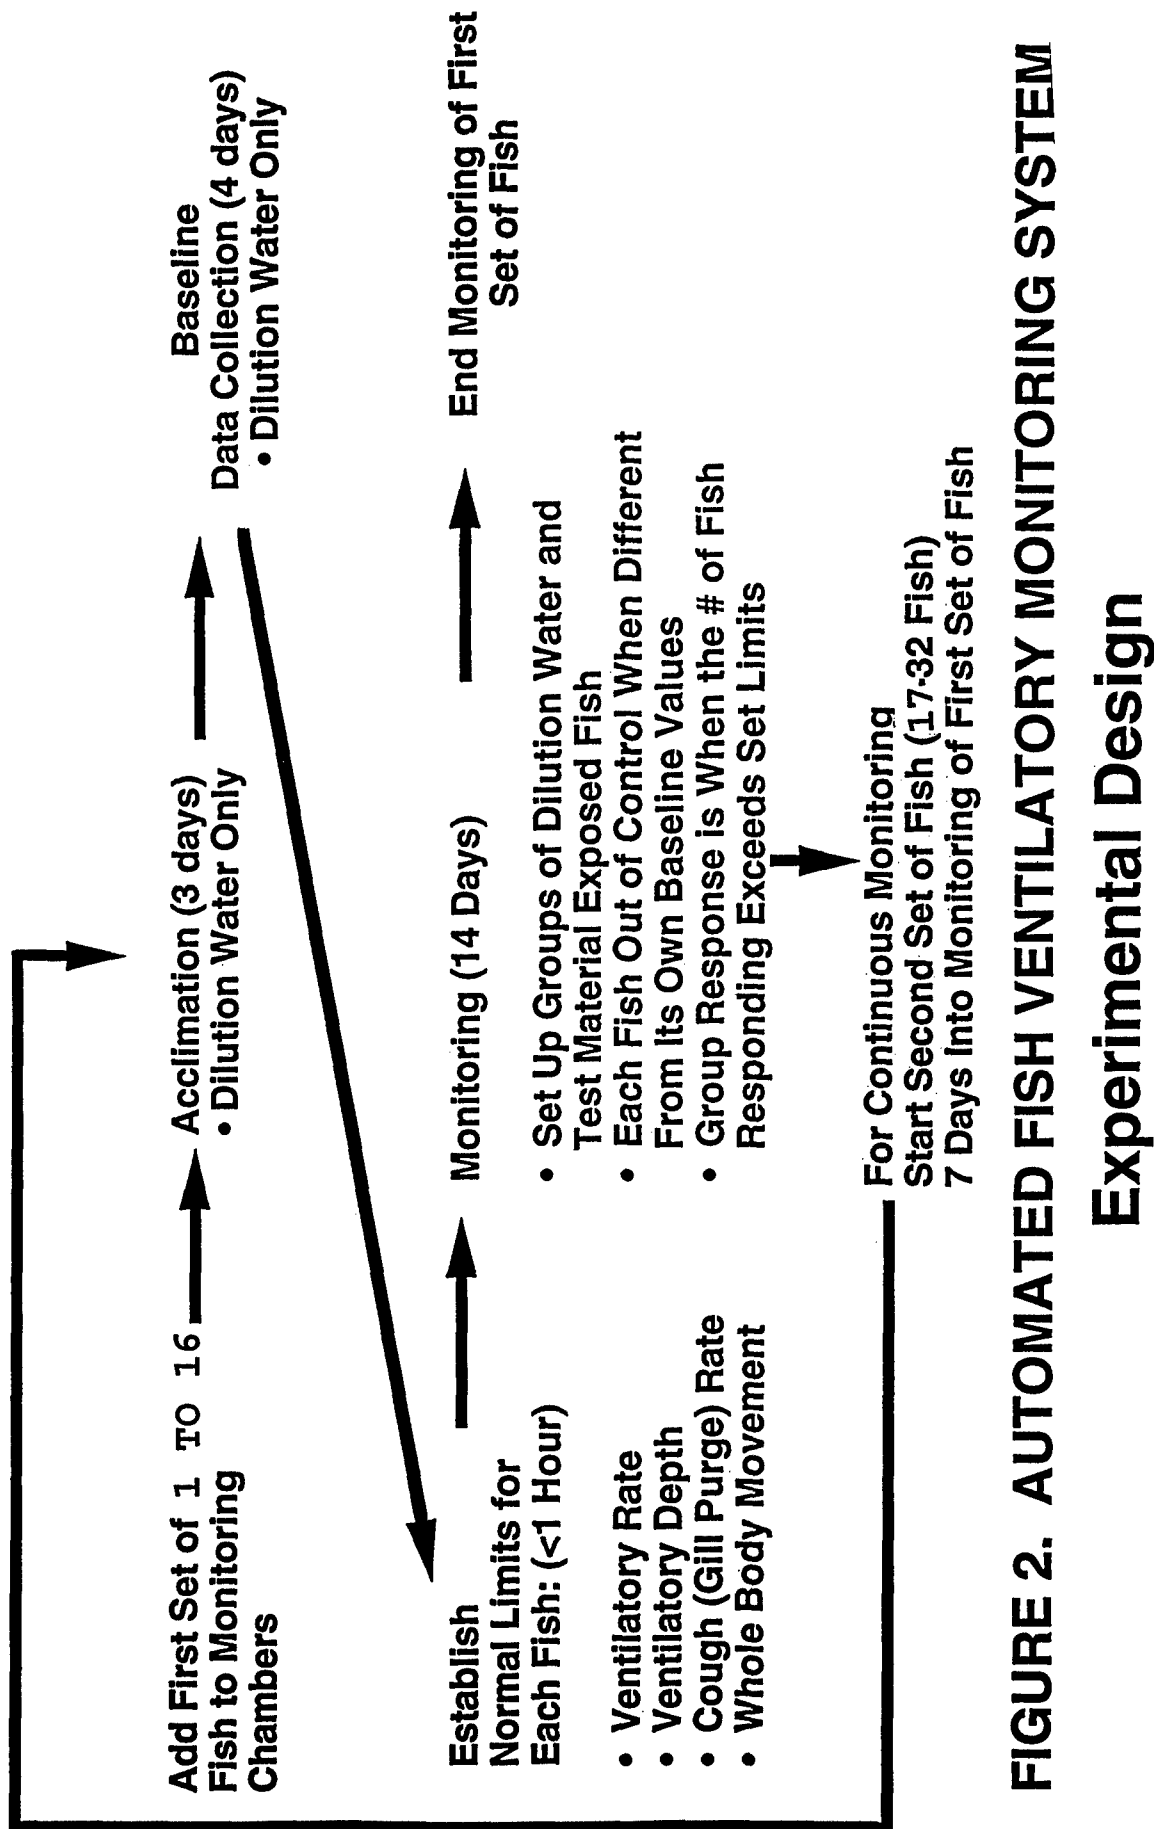 Add First Set of 1 TO 16
Fish to Monitoring
Chambers
Acclimation (3 days)
• Dilution Water Only
Baseline
Data Collection (4 days)
• Dilution Water Only
Establish
Normal Limits for
Each Fish: (<1 Hour)
• Ventilatory Rate
• Ventilatory Depth
• Cough (Gill Purge) Rate
• Whole Body Movement
Monitoring (14 Days)
• Set Up Groups of Dilution Water and
Test Material Exposed Fish
• Each Fish Out of Control When Different
From Its Own Baseline Values
• Group Response is When the # of Fish
Responding Exceeds Set Limits
End Monitoring of First
Set of Fish
For Continuous Monitoring
Start Second Set of Fish (17-32 Fish)
7 Days Into Monitoring of First Set of Fish
FIGURE 2. AUTOMATED FISH VENTILATORY MONITORING SYSTEM
Experimental Design